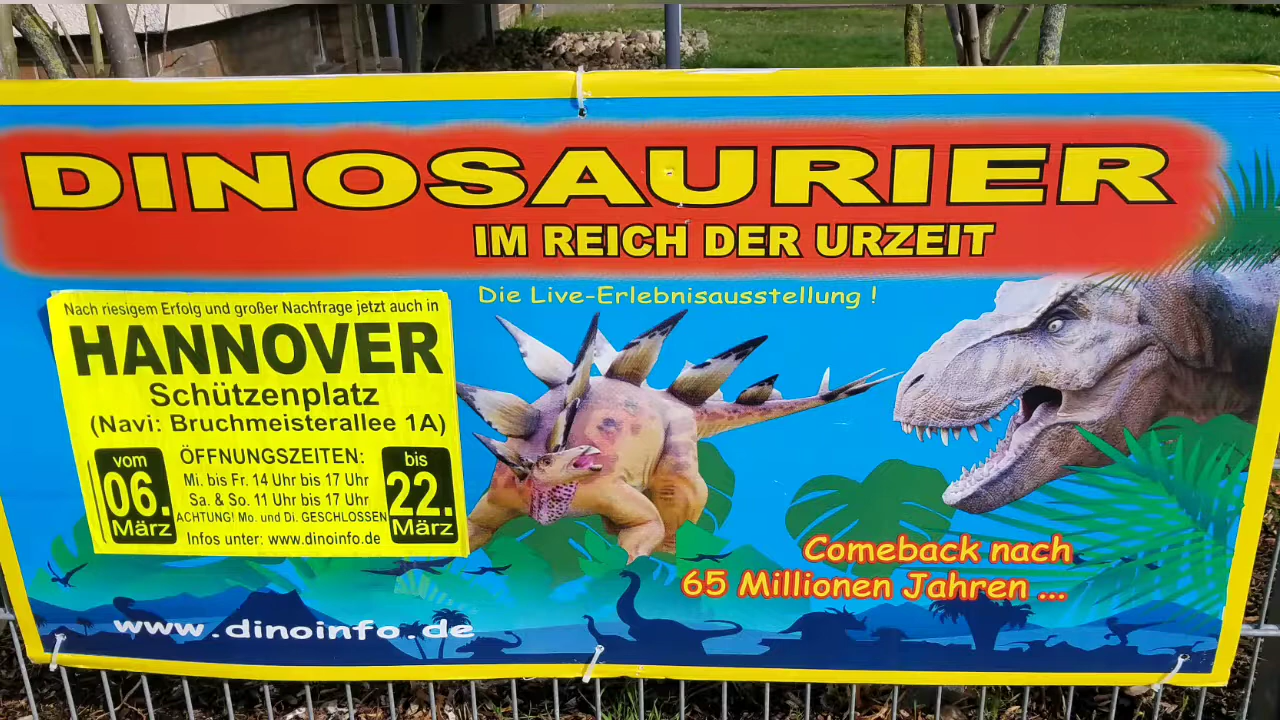 DINOSAURIER
IM REICH DER URZEIT
Die Live-Erlebnisausstellung !
Nach riesigem Erfolg und großer Nachfrage jetzt auch in
HANNOVER
Schützenplatz
(Navi: Bruchmeisterallee 1A)
vom
06.
März
ÖFFNUNGSZEITEN:
Mi. bis Fr. 14 Uhr bis 17 Uhr
Sa. & So. 11 Uhr bis 17 Uhr
ACHTUNG! Mo. und Di. GESCHLOSSEN
Infos unter: www.dinoinfo.de
bis
22.
März
Comeback nach
65 Millionen Jahren ...
www.dinoinfo.de